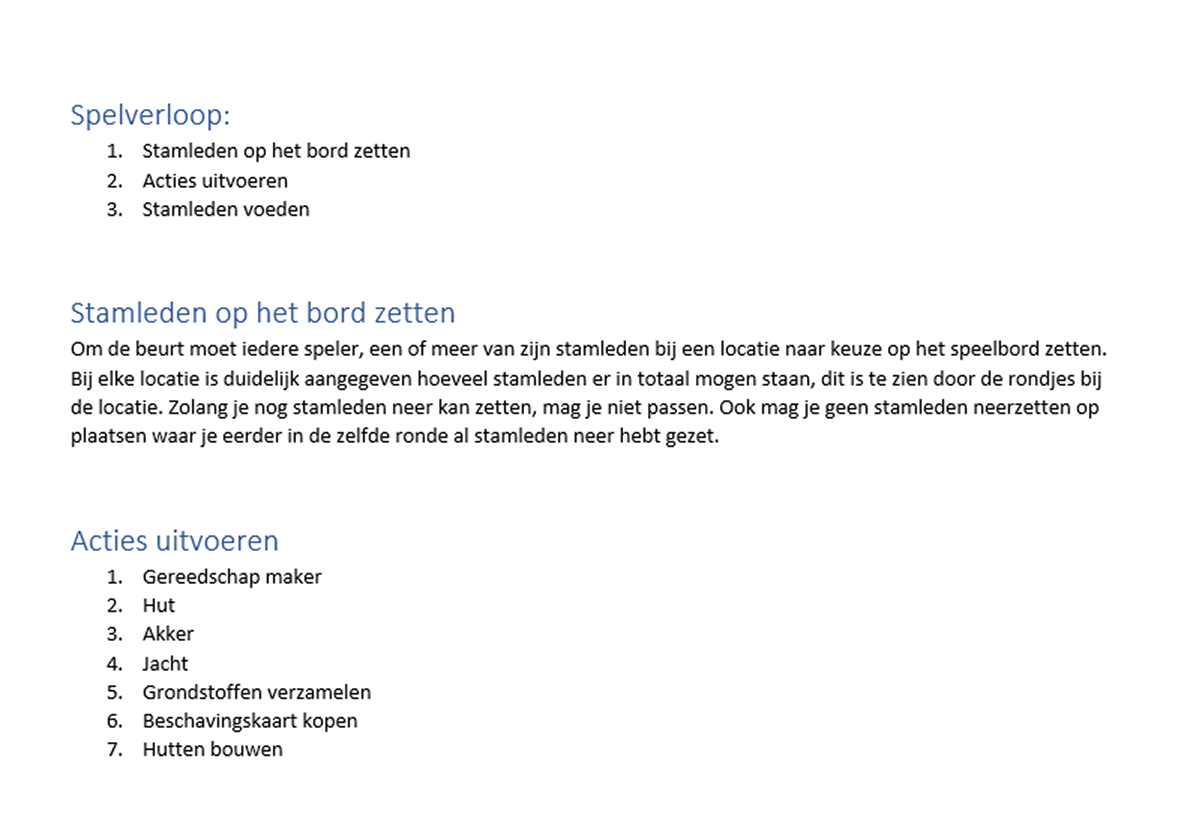 Spelverloop:
1. Stamleden op het bord zetten
2. Acties uitvoeren
3. Stamleden voeden
Stamleden op het bord zetten
Om de beurt moet iedere speler, een of meer van zijn stamleden bij een locatie naar keuze op het speelbord zetten.
Bij elke locatie is duidelijk aangegeven hoeveel stamleden er in totaal mogen staan, dit is te zien door de rondjes bij
de locatie. Zolang je nog stamleden neer kan zetten, mag je niet passen. Ook mag je geen stamleden neerzetten op
plaatsen waar je eerder in de zelfde ronde al stamleden neer hebt gezet.
Acties uitvoeren
1. Gereedschap maker
2. Hut
3. Akker
4. Jacht
5. Grondstoffen verzamelen
6. Beschavingskaart kopen
7. Hutten bouwen